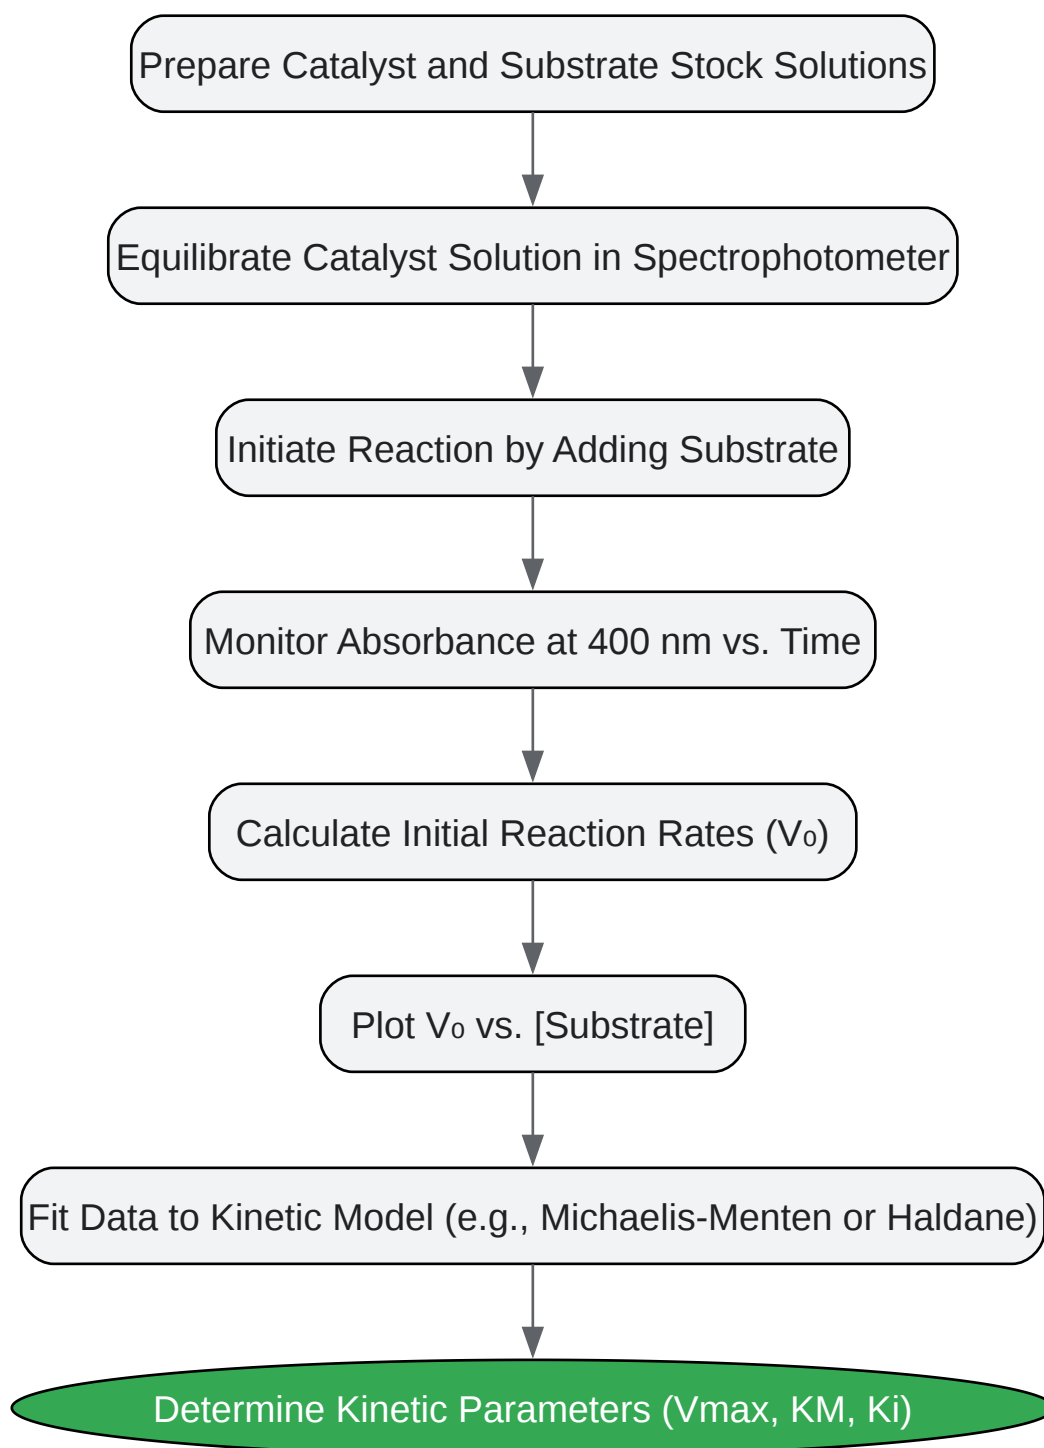 Prepare Catalyst and Substrate Stock Solutions
Equilibrate Catalyst Solution in Spectrophotometer
Initiate Reaction by Adding Substrate
Monitor Absorbance at 400 nm vs. Time
Calculate Initial Reaction Rates (V₀)
Plot V₀ vs. [Substrate]
Fit Data to Kinetic Model (e.g., Michaelis-Menten or Haldane)
Determine Kinetic Parameters (Vmax, KM, Ki)